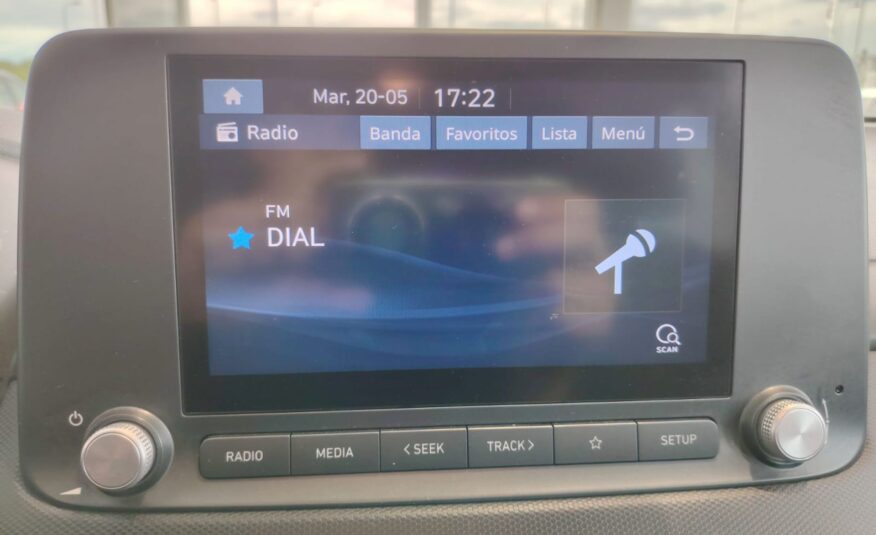 Mar, 20-05 17:22
Radio Banda Favoritos Lista Menú
FM
DIAL
SCAN
RADIO MEDIA < SEEK TRACK > SETUP